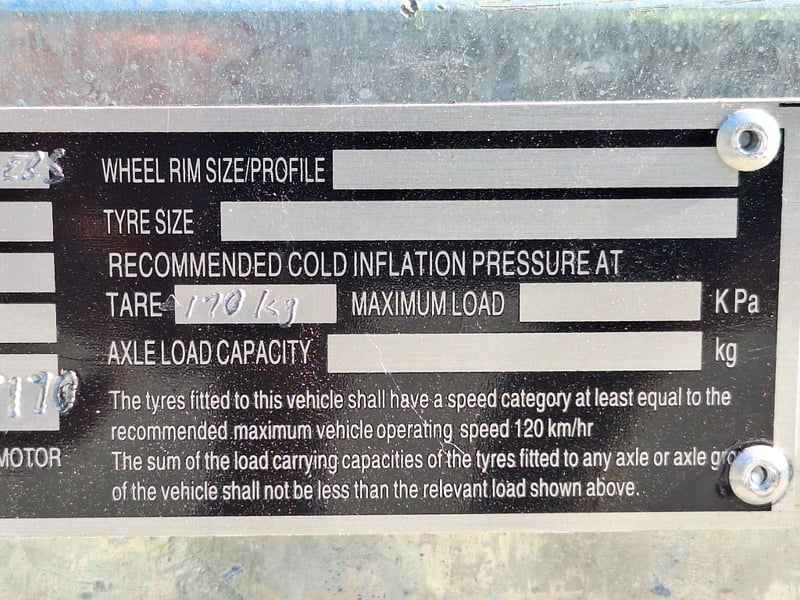 WHEEL RIM SIZE/PROFILE
TYRE SIZE
RECOMMENDED COLD INFLATION PRESSURE AT
TARE 170 kg MAXIMUM LOAD KPa
AXLE LOAD CAPACITY kg
170
The tyres fitted to this vehicle shall have a speed category at least equal to the
recommended maximum vehicle operating speed 120 km/hr
MOTOR
The sum of the load carrying capacities of the tyres fitted to any axle or axle
of the vehicle shall not be less than the relevant load shown above.